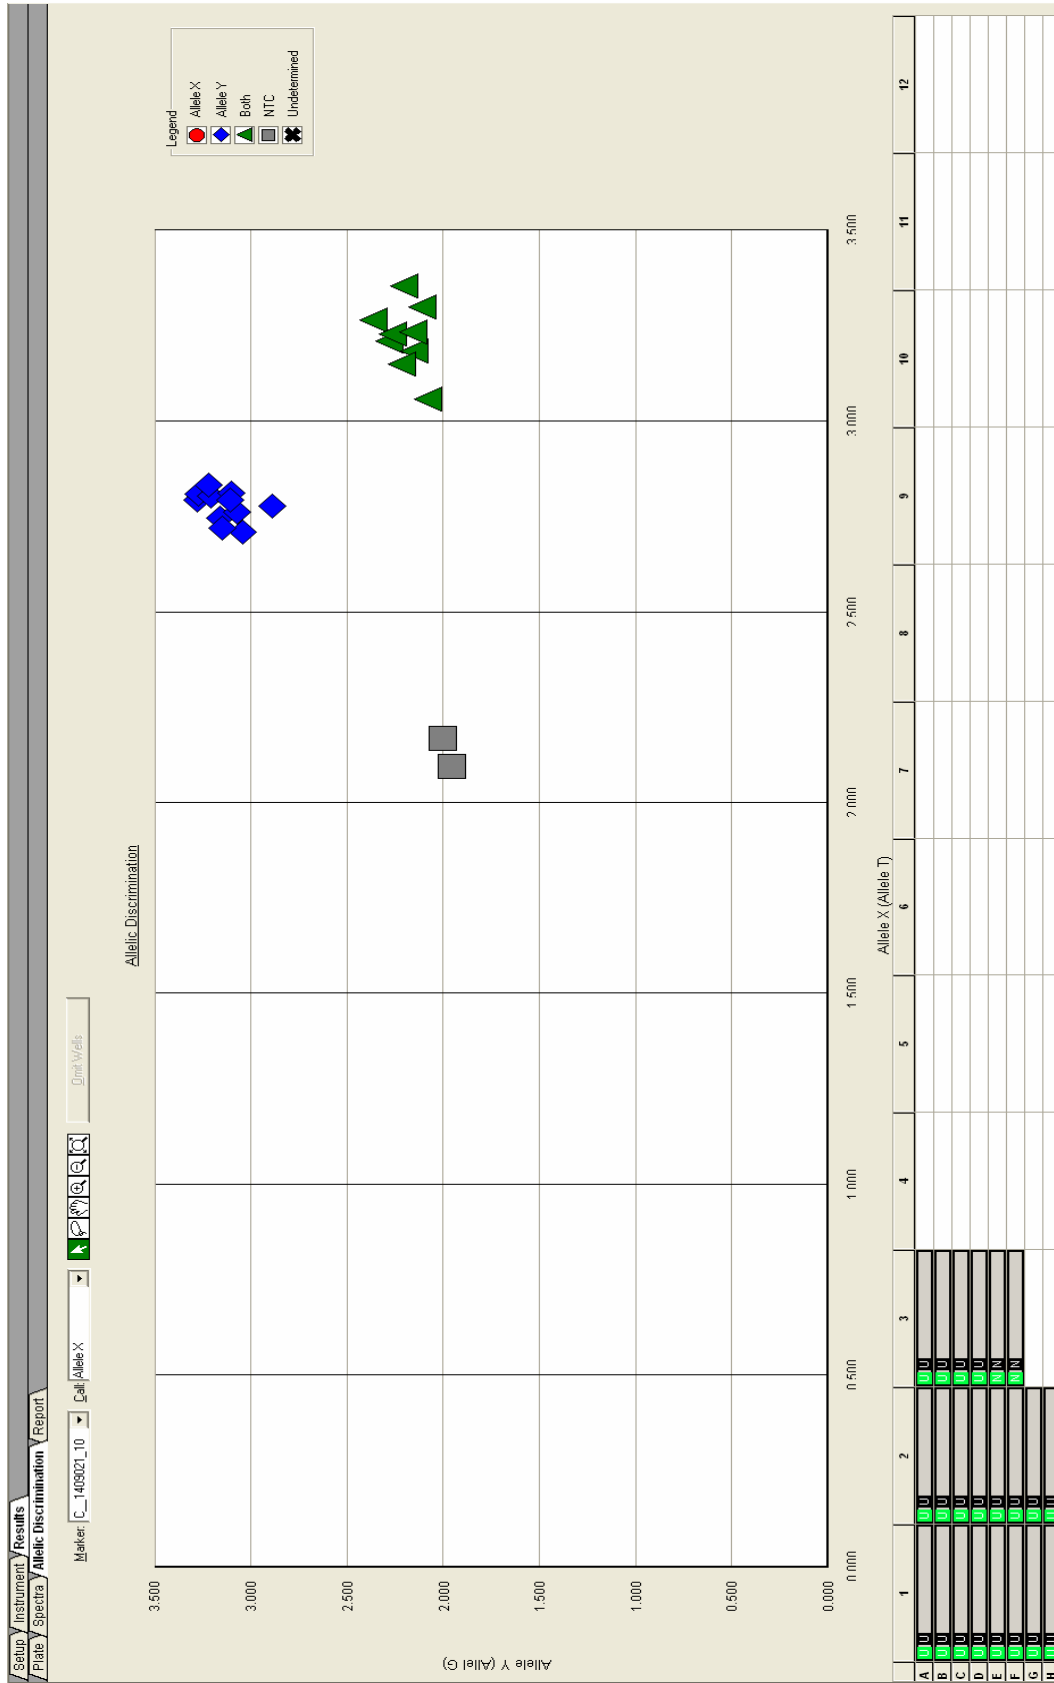 Setup Instrument Results
Plate Spectra Allelic Discrimination Report
Marker: C__1409021_10 Call: Allele X Omit Wells
Allelic Discrimination
Legend
Allele X
Allele Y
Both
NTC
Undetermined
Allele Y (Allel G)
3.500
3.000
2.500
2.000
1.500
1.000
0.500
0.000
0.000 0.500 1.000 1.500 2.000 2.500 3.000 3.500
Allele X (Allele T)
1 2 3 4 5 6 7 8 9 10 11 12
A U U U U U U
B U U U U U U
C U U U U U U
D U U U U U U
E U U U U N N
F U U U U N N
G U U U U
H U U U U